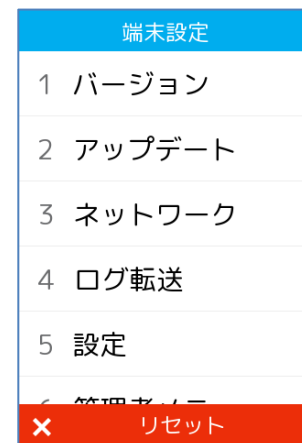 端末設定
1 バージョン
2 アップデート
3 ネットワーク
4 ログ転送
5 設定
× リセット